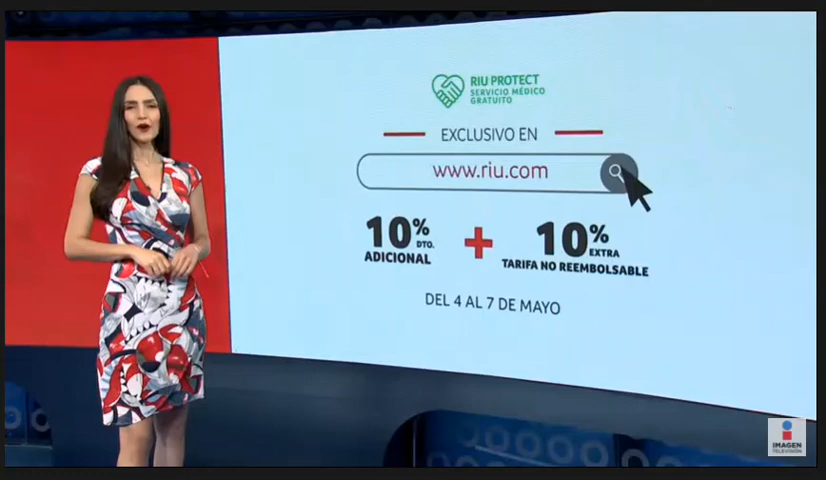 RIU PROTECT
SERVICIO MÉDICO
GRATUITO
EXCLUSIVO EN
www.riu.com
10% DTO.
ADICIONAL
+
10% EXTRA
TARIFA NO REEMBOLSABLE
DEL 4 AL 7 DE MAYO
IMAGEN
TELEVISIÓN